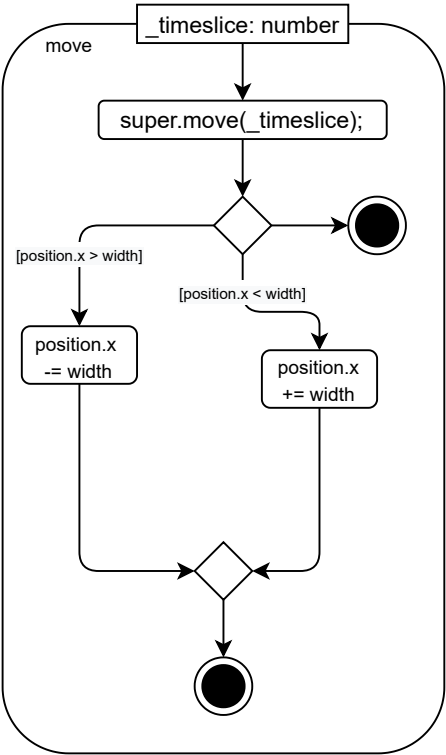 _timeslice: number
move
super.move(_timeslice);
[position.x > width]
[position.x < width]
position.x
-= width
position.x
+= width